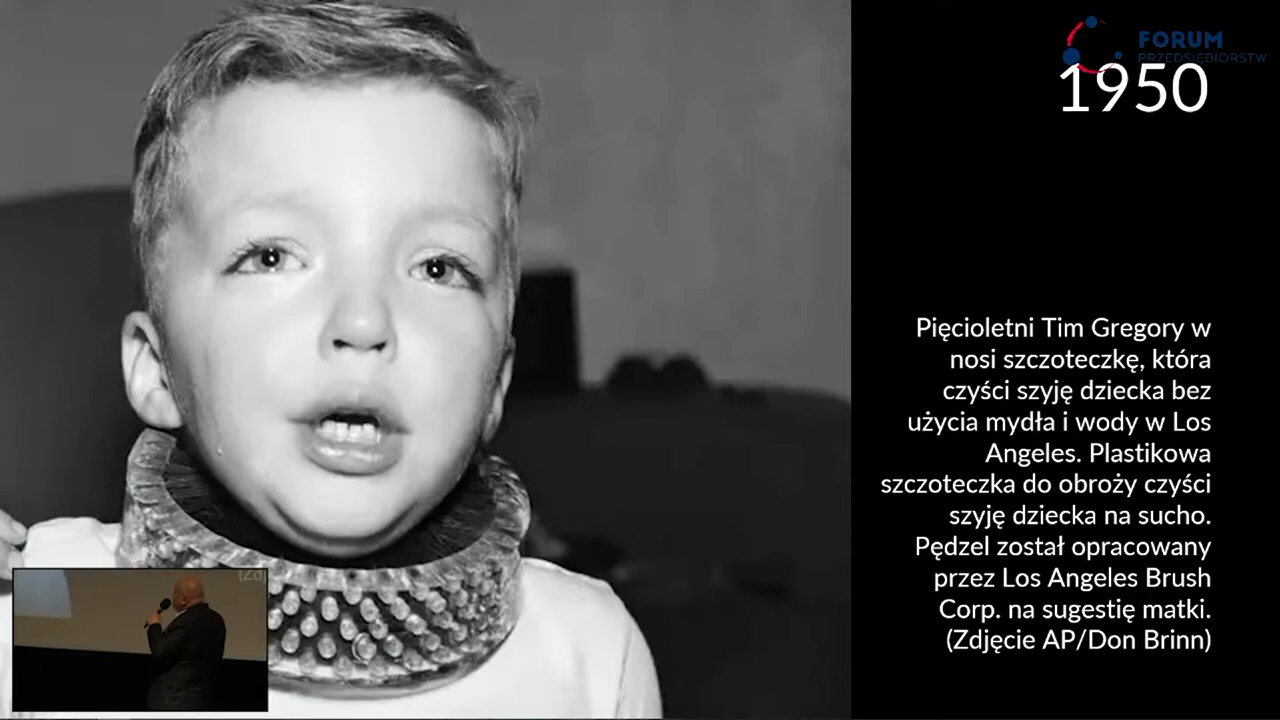 FORUM
PRZEDSIĘBIORSTW
1950
Pięcioletni Tim Gregory w
nosi szczoteczkę, która
czyści szyję dziecka bez
użycia mydła i wody w Los
Angeles. Plastikowa
szczoteczka do obroży czyści
szyję dziecka na sucho.
Pędzel został opracowany
przez Los Angeles Brush
Corp. na sugestię matki.
(Zdjęcie AP/Don Brinn)